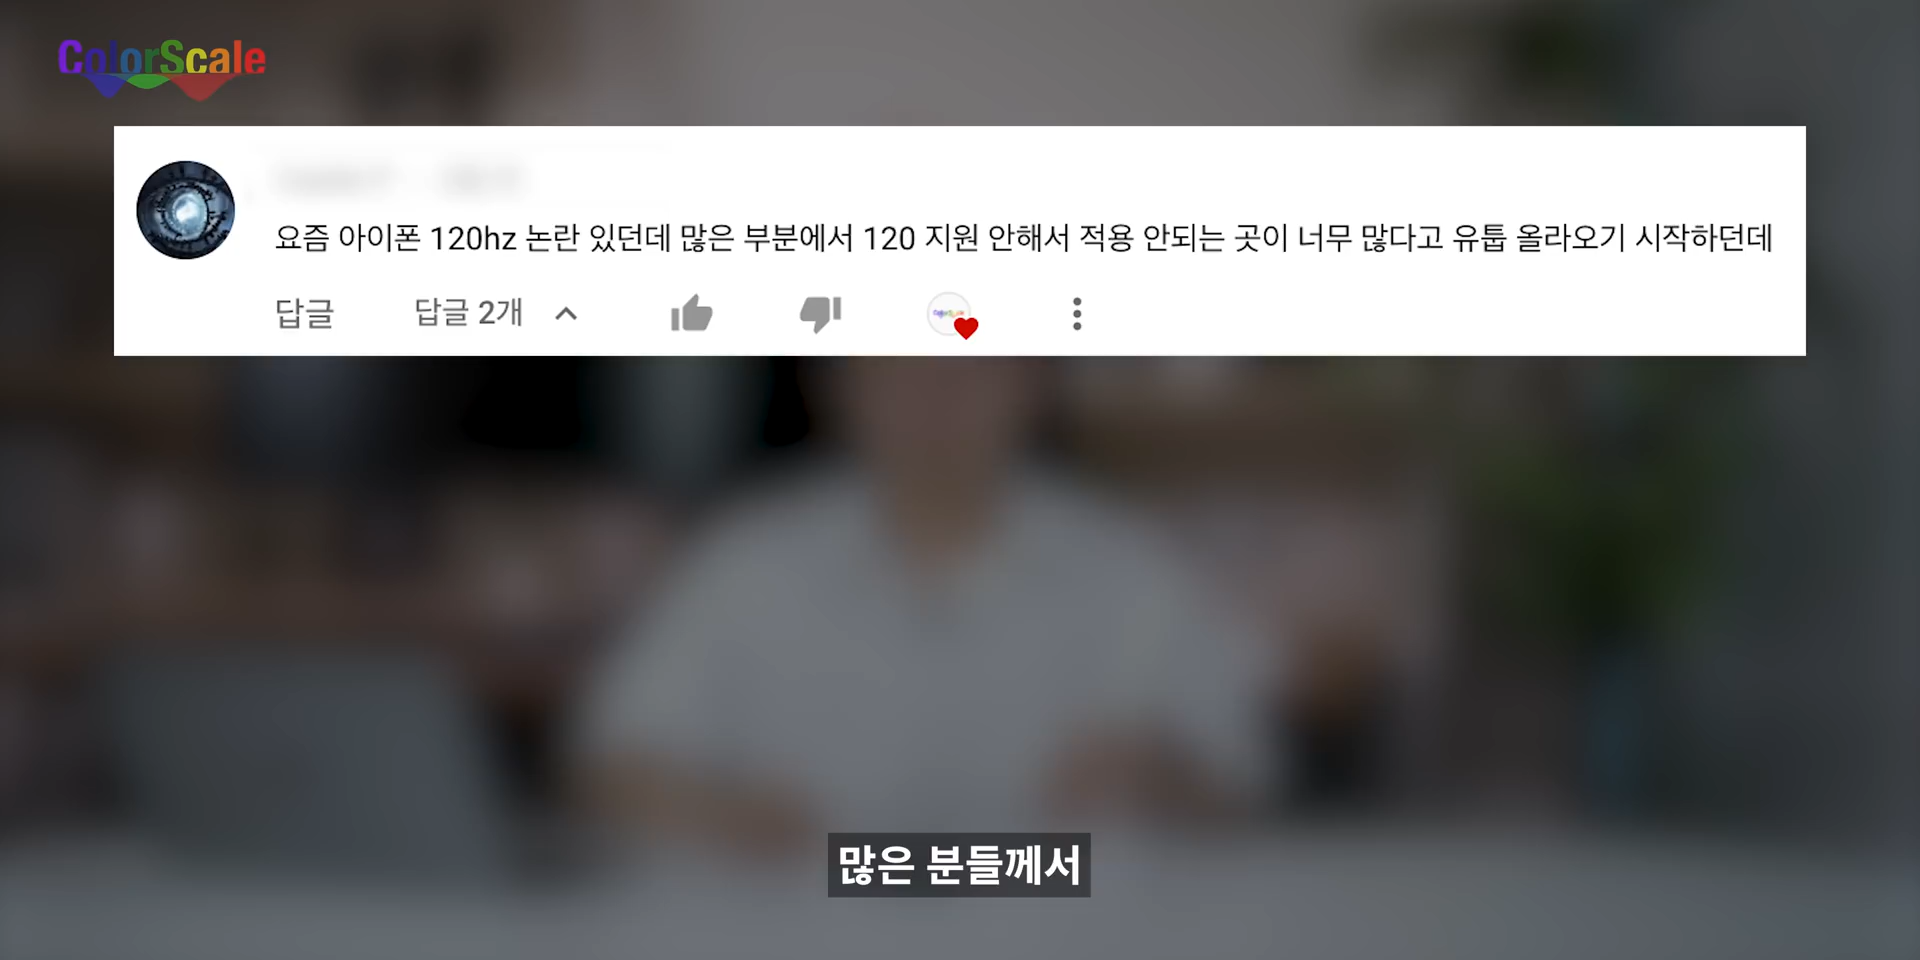 ColorScale
요즘 아이폰 120hz 논란 있던데 많은 부분에서 120 지원 안해서 적용 안되는 곳이 너무 많다고 유튭 올라오기 시작하던데
답글 답글 2개
많은 분들께서